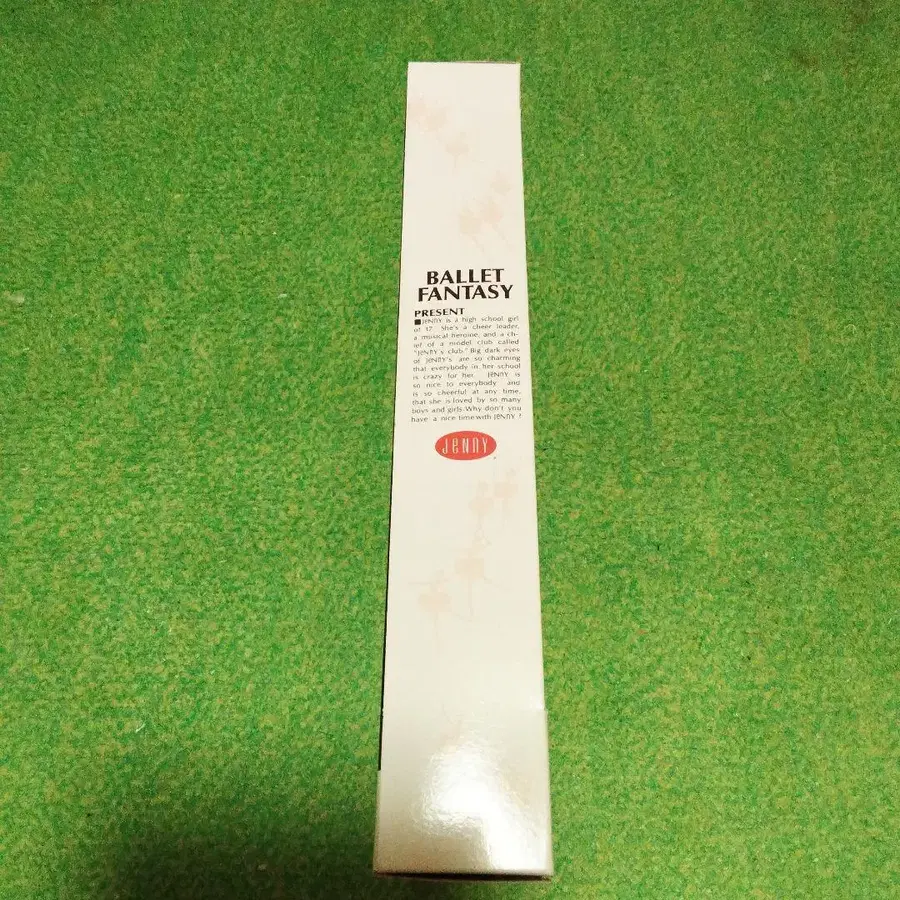 BALLET
FANTASY
PRESENT
■JeNNY is a high school girl
of 17. She's a cheer leader,
a musical heroine, and a ch-
ief of a model club called
"JeNNY's club." Big dark eyes
of JeNNY's are so charming
that everybody in her school
is crazy for her. JeNNY is
so nice to everybody and
is so cheerful at any time,
that she is loved by so many
boys and girls. Why don't you
have a nice time with JeNNY ?
JeNNY